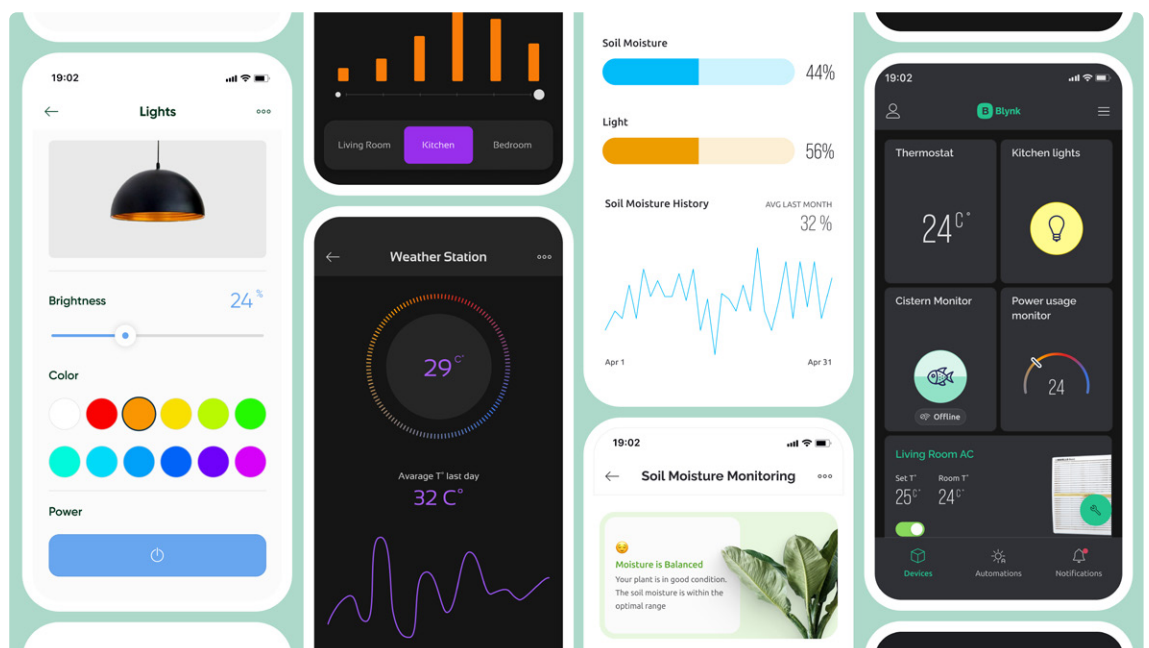 19:02
Lights
Brightness
24 %
Color
Power
Living Room
Kitchen
Bedroom
Weather Station
29 C°
Avarage T° last day
32 C°
Soil Moisture
44%
Light
56%
Soil Moisture History
AVG LAST MONTH
32 %
Apr 1
Apr 31
19:02
Soil Moisture Monitoring
Moisture is Balanced
Your plant is in good condition.
The soil moisture is within the
optimal range
19:02
B Blynk
Thermostat
24 C°
Kitchen lights
Cistern Monitor
Offline
Power usage
monitor
24
Living Room AC
Set T°
Room T°
25 C°
24 C°
Devices
Automations
Notifications